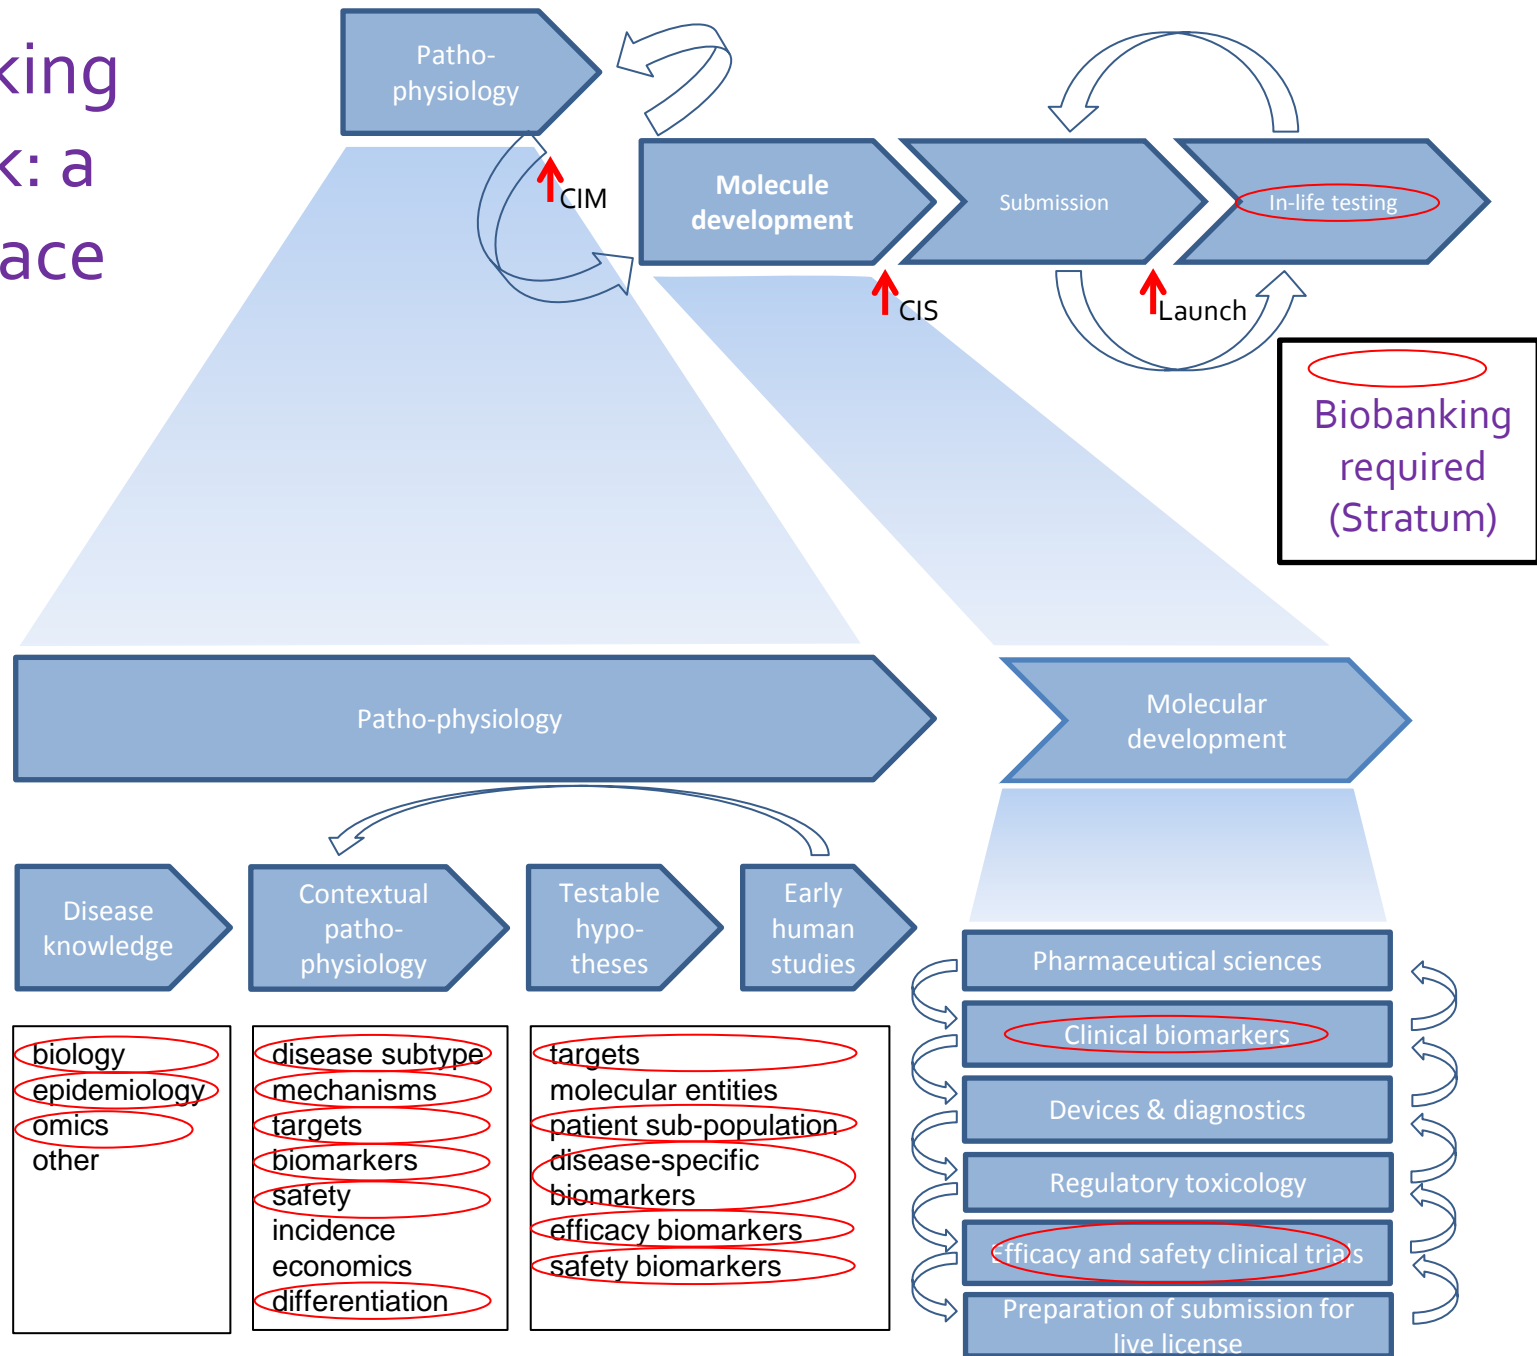 king
k: a
ace
Patho-
physiology
CIM
Molecule
development
CIS
Submission
Launch
In-life testing
Biobanking
required
(Stratum)
Patho-physiology
Molecular
development
Disease
knowledge
Contextual
patho-
physiology
Testable
hypo-
theses
Early
human
studies
biology
epidemiology
omics
other
disease subtype
mechanisms
targets
biomarkers
safety
incidence
economics
differentiation
targets
molecular entities
patient sub-population
disease-specific
biomarkers
efficacy biomarkers
safety biomarkers
Pharmaceutical sciences
Clinical biomarkers
Devices & diagnostics
Regulatory toxicology
Efficacy and safety clinical trials
Preparation of submission for
live license